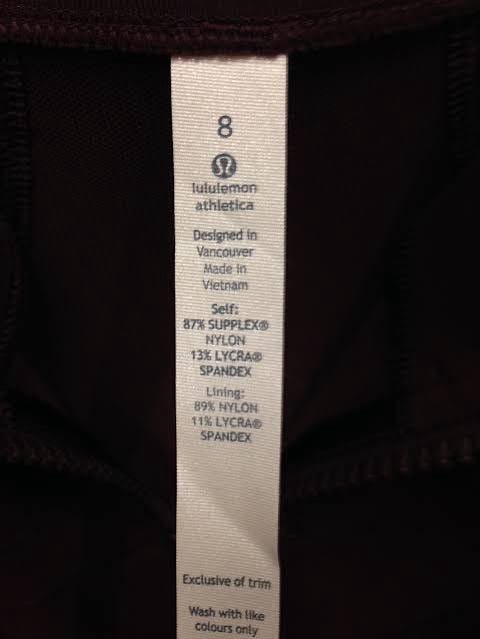 8
lululemon
athletica
Designed in
Vancouver
Made in
Vietnam
Self:
87% SUPPLEX®
NYLON
13% LYCRA®
SPANDEX
Lining:
89% NYLON
11% LYCRA®
SPANDEX
Exclusive of trim
Wash with like
colours only